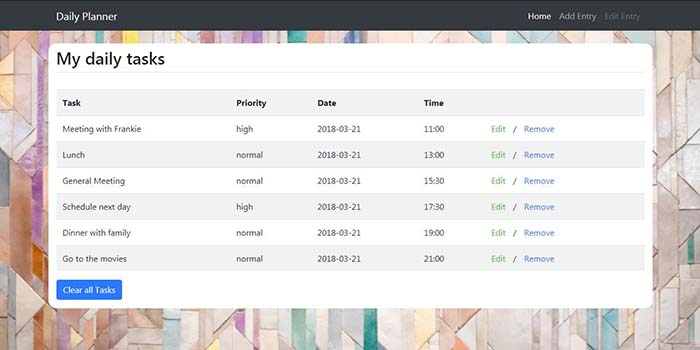 Daily Planner Home Add Entry Edit Entry
My daily tasks
Task Priority Date Time
Meeting with Frankie high 2018-03-21 11:00 Edit / Remove
Lunch normal 2018-03-21 13:00 Edit / Remove
General Meeting normal 2018-03-21 15:30 Edit / Remove
Schedule next day high 2018-03-21 17:30 Edit / Remove
Dinner with family normal 2018-03-21 19:00 Edit / Remove
Go to the movies normal 2018-03-21 21:00 Edit / Remove
Clear all Tasks